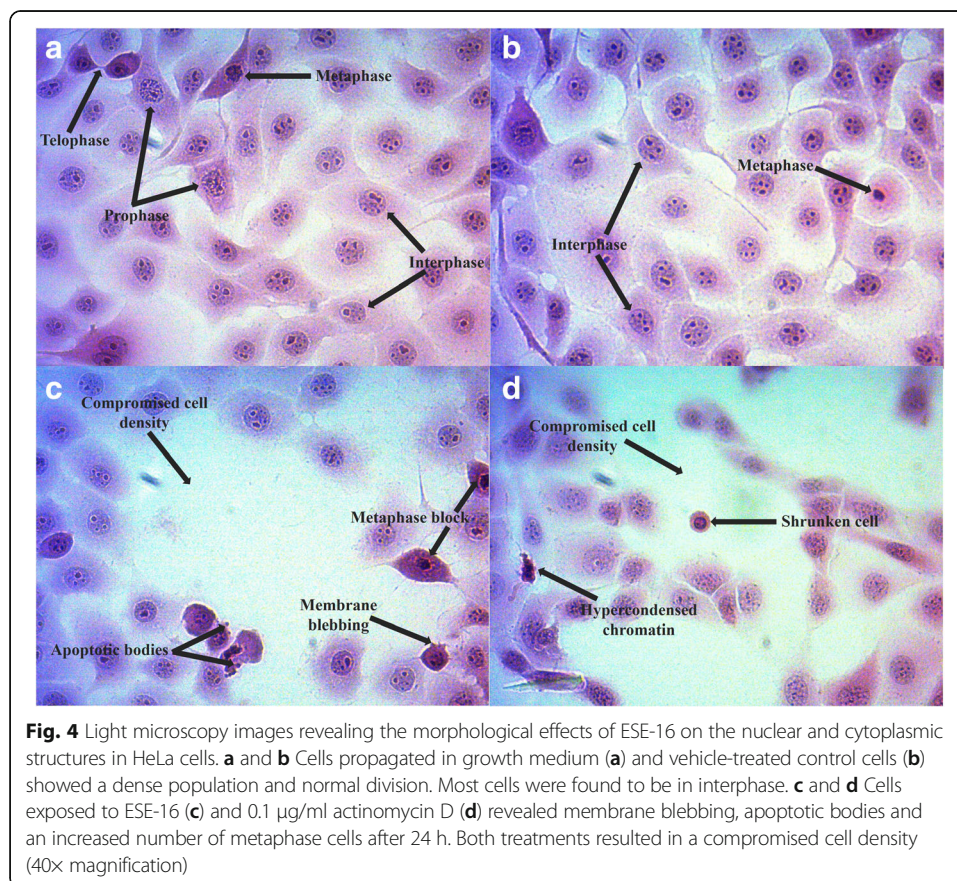 a
Metaphase
Telophase
Prophase
Interphase
b
Metaphase
Interphase
c
Compromised cell
density
Metaphase block
Membrane
blebbing
Apoptotic bodies
d
Compromised cell
density
Shrunken cell
Hypercondensed
chromatin
Fig. 4 Light microscopy images revealing the morphological effects of ESE-16 on the nuclear and cytoplasmic
structures in HeLa cells. a and b Cells propagated in growth medium (a) and vehicle-treated control cells (b)
showed a dense population and normal division. Most cells were found to be in interphase. c and d Cells
exposed to ESE-16 (c) and 0.1 μg/ml actinomycin D (d) revealed membrane blebbing, apoptotic bodies and
an increased number of metaphase cells after 24 h. Both treatments resulted in a compromised cell density
(40× magnification)